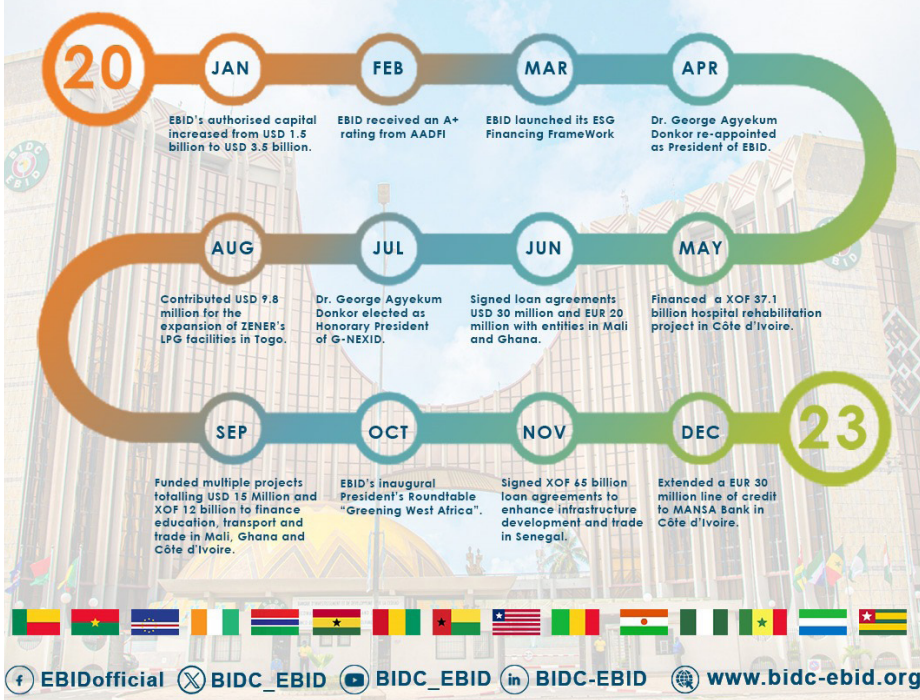 20
JAN
FEB
MAR
APR
EBID's authorised capital
increased from USD 1.5
billion to USD 3.5 billion.
EBID received an A+
rating from AADFI
EBID launched its ESG
Financing FrameWork
Dr. George Agyekum
Donkor re-appointed
as President of EBID.
BIDC
EBID
AUG
JUL
JUN
MAY
Contributed USD 9.8
million for the
expansion of ZENER's
LPG facilities in Togo.
Dr. George Agyekum
Donkor elected as
Honorary President
of G-NEXID.
Signed loan agreements
USD 30 million and EUR 20
million with entities in Mali
and Ghana.
Financed a XOF 37.1
billion hospital rehabilitation
project in Côte d'Ivoire.
SEP
OCT
NOV
DEC
23
Funded multiple projects
totalling USD 15 Million and
XOF 12 billion to finance
education, transport and
trade in Mali, Ghana and
Côte d'Ivoire.
EBID's inaugural
President's Roundtable
“Greening West Africa”.
Signed XOF 65 billion
loan agreements to
enhance infrastructure
development and trade
in Senegal.
Extended a EUR 30
million line of credit
to MANSA Bank in
Côte d'Ivoire.
EBIDofficial
BIDC_EBID
BIDC_EBID
in BIDC-EBID
www.bidc-ebid.org